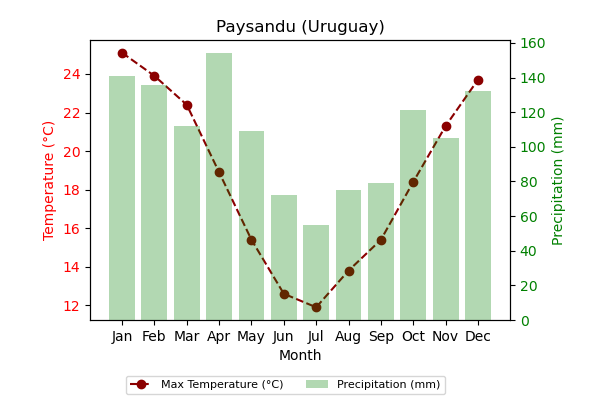 Paysandu (Uruguay)
24
22
20
18
16
14
12
Temperature (°C)
160
140
120
100
80
60
40
20
0
Precipitation (mm)
Jan Feb Mar Apr May Jun Jul Aug Sep Oct Nov Dec
Month
Max Temperature (°C) Precipitation (mm)